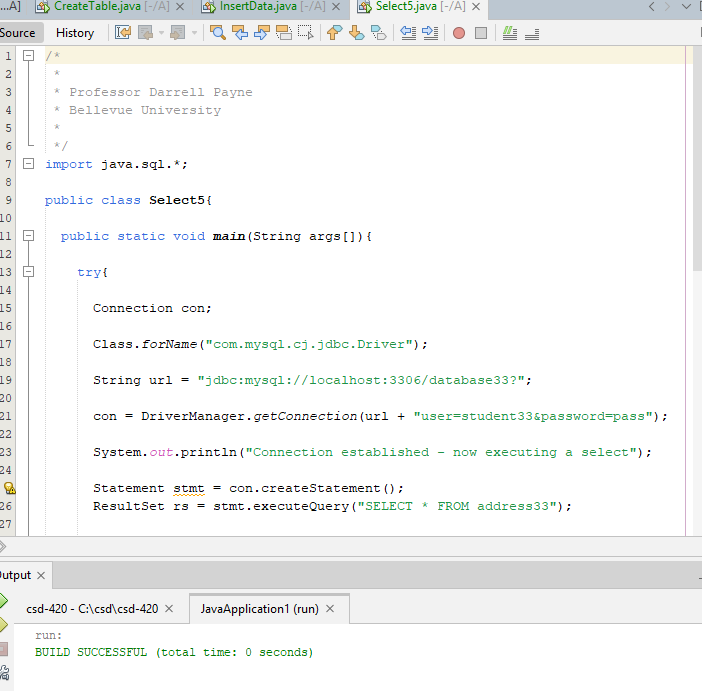 ...A] CreateTable.java [-/A] InsertData.java [-/A] Select5.java [-/A]
Source History
1 /*
2 *
3 * Professor Darrell Payne
4 * Bellevue University
5 *
6 */
7 import java.sql.*;
8
9 public class Select5{
10
11 public static void main(String args[]){
12
13 try{
14
15 Connection con;
16
17 Class.forName("com.mysql.cj.jdbc.Driver");
18
19 String url = "jdbc:mysql://localhost:3306/database33?";
20
21 con = DriverManager.getConnection(url + "user=student33&password=pass");
22
23 System.out.println("Connection established - now executing a select");
24
Statement stmt = con.createStatement();
26 ResultSet rs = stmt.executeQuery("SELECT * FROM address33");
27
utput
csd-420 - C:\csd\csd-420 JavaApplication1 (run)
run:
BUILD SUCCESSFUL (total time: 0 seconds)